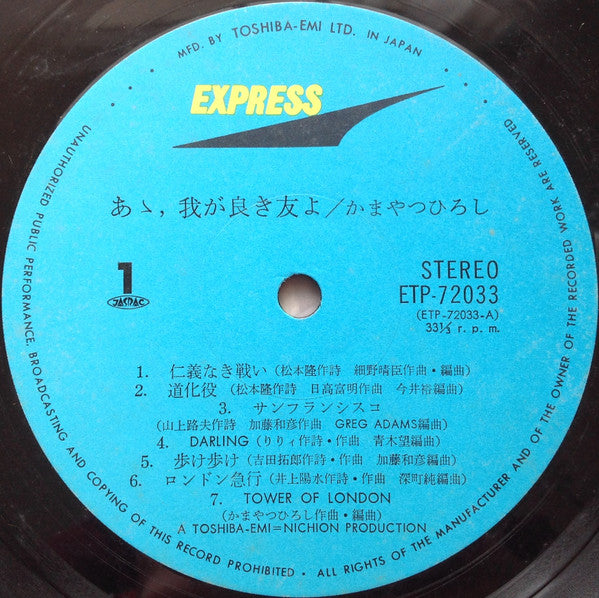 MFD. BY TOSHIBA-EMI LTD. IN JAPAN
EXPRESS
あゝ, 我が良き友よ／かまやつひろし
1
JASRAC
STEREO
ETP-72033
(ETP-72033-A)
33⅓ r. p. m.
1. 仁義なき戦い (松本隆作詩 細野晴臣作曲・編曲)
2. 道化役 (松本隆作詩 日高富明作曲 今井裕編曲)
3. サンフランシスコ
(山上路夫作詩 加藤和彦作曲 GREG ADAMS編曲)
4. DARLING (りりィ作詩・作曲 青木望編曲)
5. 歩け歩け (吉田拓郎作詩・作曲 加藤和彦編曲)
6. ロンドン急行 (井上陽水作詩・作曲 深町純編曲)
7. TOWER OF LONDON
(かまやつひろし作曲・編曲)
A TOSHIBA-EMI=NICHION PRODUCTION
UNAUTHORIZED PUBLIC PERFORMANCE, BROADCASTING AND COPYING OF THIS RECORD PROHIBITED • ALL RIGHTS OF THE MANUFACTURER AND OF THE OWNER OF THE RECORDED WORK ARE RESERVED